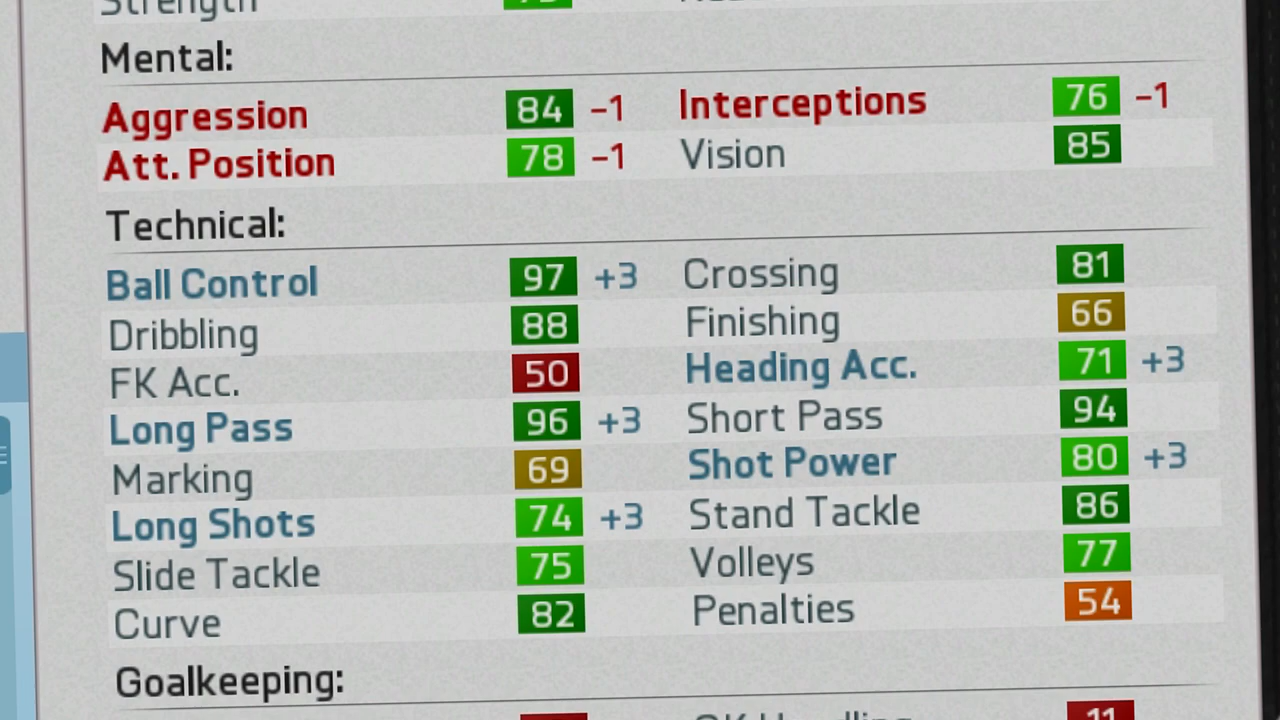 Strength
Mental:
Aggression 84 -1 Interceptions 76 -1
Att. Position 78 -1 Vision 85
Technical:
Ball Control 97 +3 Crossing 81
Dribbling 88 Finishing 66
FK Acc. 50 Heading Acc. 71 +3
Long Pass 96 +3 Short Pass 94
Marking 69 Shot Power 80 +3
Long Shots 74 +3 Stand Tackle 86
Slide Tackle 75 Volleys 77
Curve 82 Penalties 54
Goalkeeping:
11